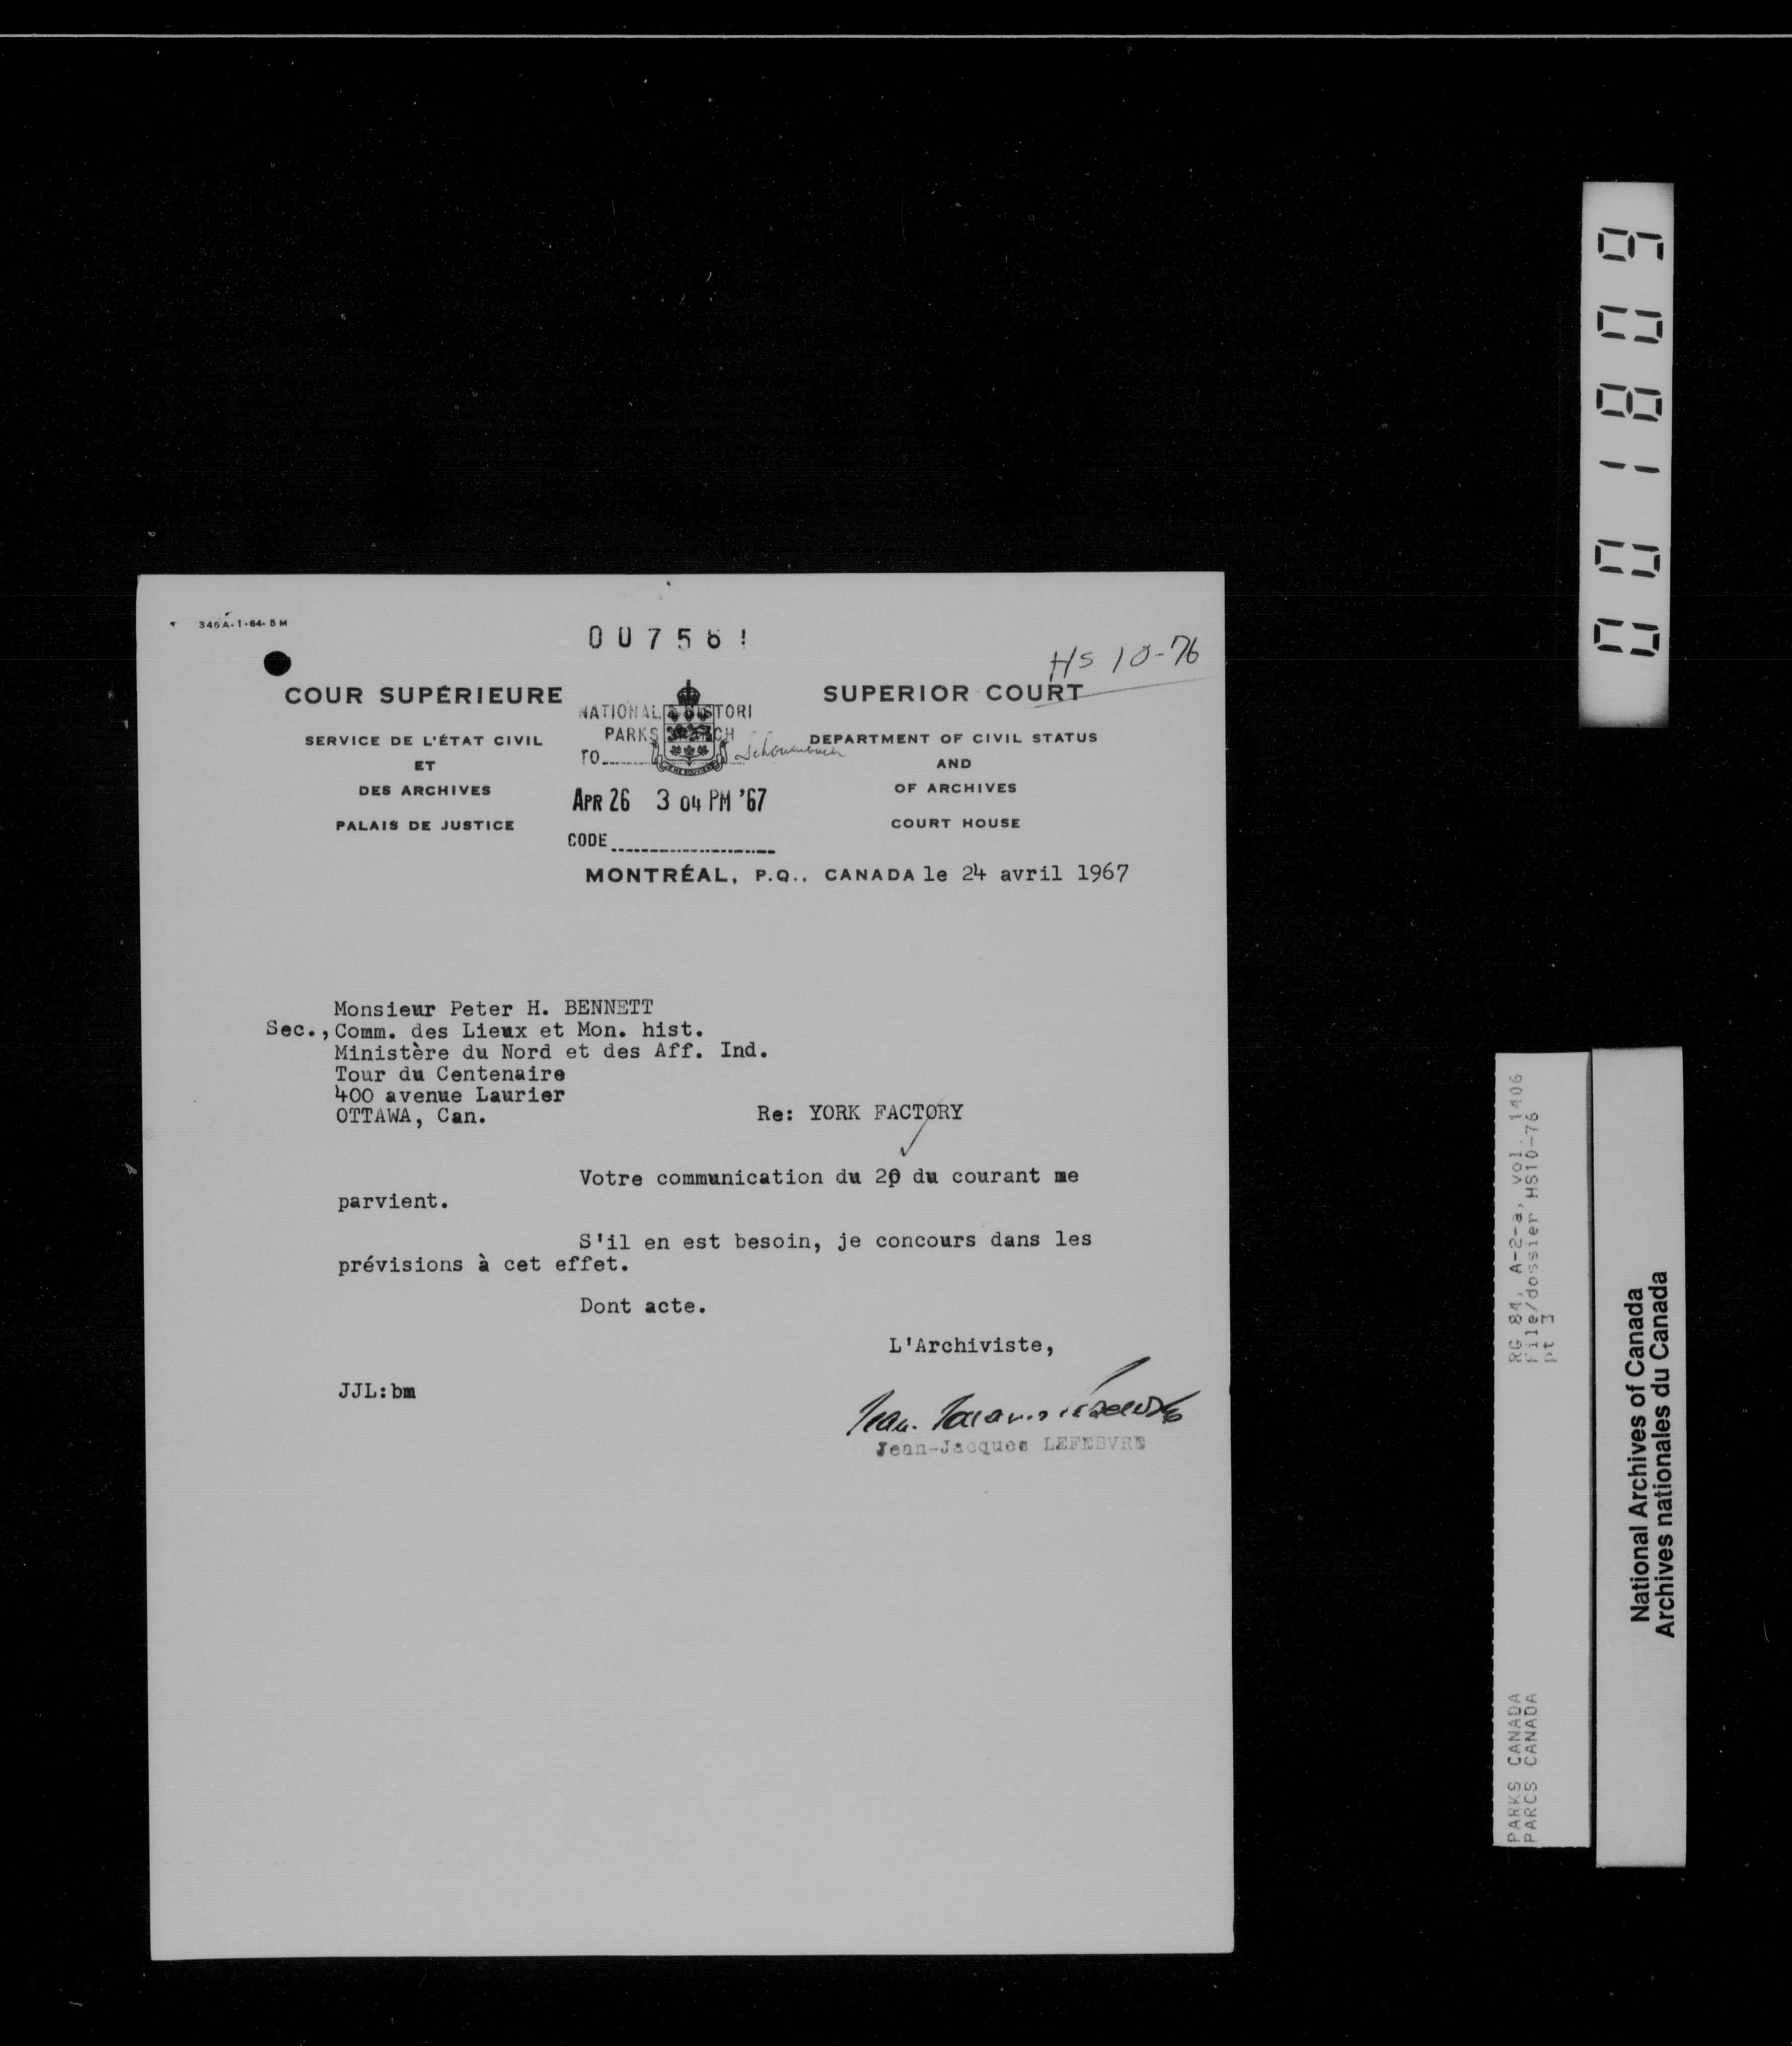 346A-1-64-5M
007561
HS 10-76
COUR SUPÉRIEURE
SERVICE DE L'ÉTAT CIVIL
ET
DES ARCHIVES
PALAIS DE JUSTICE
NATIONAL & HISTORI
PARKS BRANCH
TO
APR 26 3 04 PM '67
CODE
SUPERIOR COURT
DEPARTMENT OF CIVIL STATUS
AND
OF ARCHIVES
COURT HOUSE
MONTRÉAL, P.Q., CANADA le 24 avril 1967
Monsieur Peter H. BENNETT
Sec., Comm. des Lieux et Mon. hist.
Ministère du Nord et des Aff. Ind.
Tour du Centenaire
400 avenue Laurier
OTTAWA, Can.
Re: YORK FACTORY
Votre communication du 20 du courant me
parvient.
S'il en est besoin, je concours dans les
prévisions à cet effet.
Dont acte.
L'Archiviste,
JJL:bm
Jean-Jacques LEFEBVRE
001809
RG 84, A-2-a, vol. 1406
File/dossier HS10-76
pt 3
PARKS CANADA
PARCS CANADA
National Archives of Canada
Archives nationales du Canada